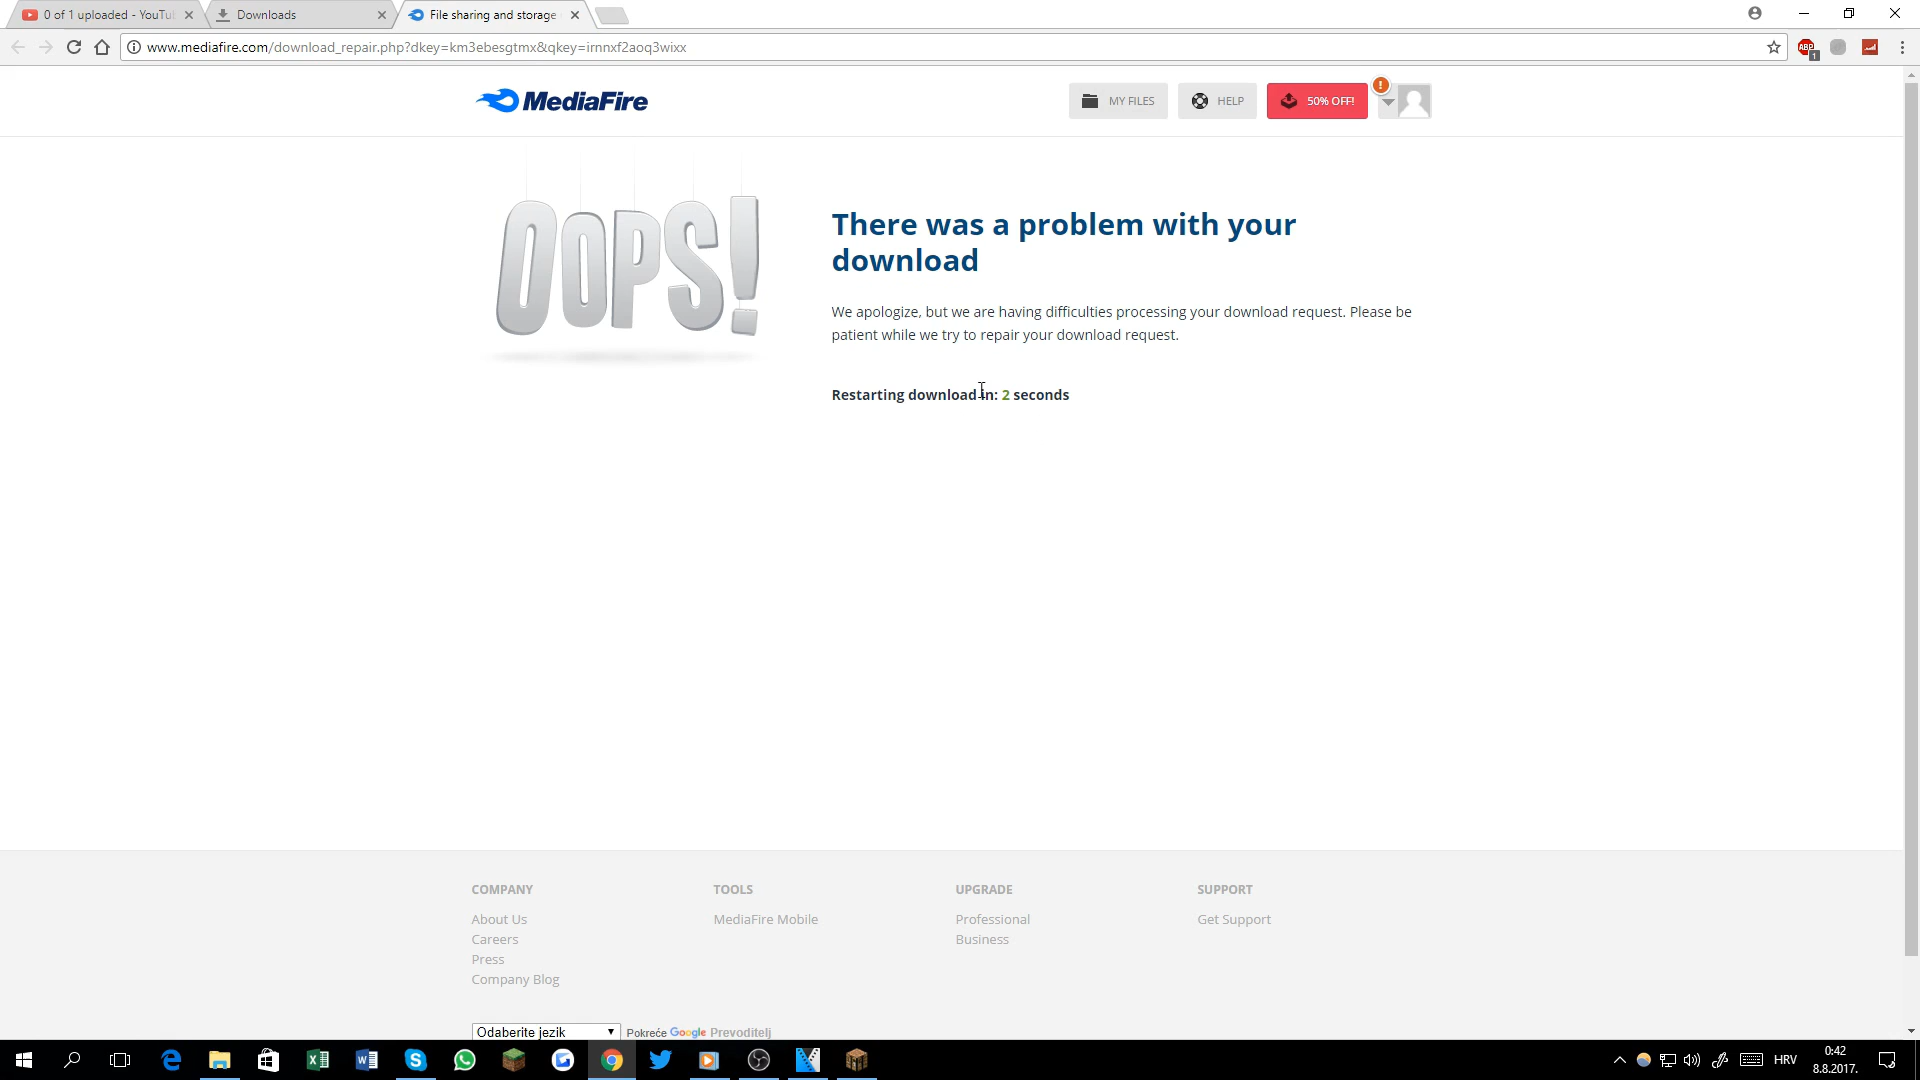 0 of 1 uploaded - YouTu
Downloads
File sharing and storage
www.mediafire.com/download_repair.php?dkey=km3ebesgtmx&qkey=irnnxf2aoq3wixx
ABP
1
MediaFire
MY FILES
HELP
50% OFF!
!
OOPS!
There was a problem with your
download
We apologize, but we are having difficulties processing your download request. Please be
patient while we try to repair your download request.
Restarting download in: 2 seconds
COMPANY
About Us
Careers
Press
Company Blog
TOOLS
MediaFire Mobile
UPGRADE
Professional
Business
SUPPORT
Get Support
Odaberite jezik
Pokreće Google Prevoditelj
HRV
0:42
8.8.2017.